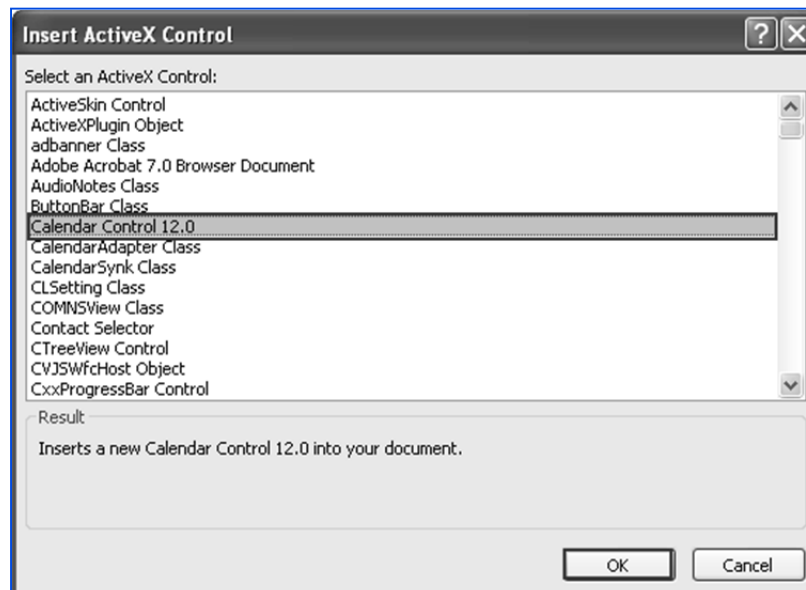 Insert ActiveX Control
Select an ActiveX Control:
ActiveSkin Control
ActiveXPlugin Object
adbanner Class
Adobe Acrobat 7.0 Browser Document
AudioNotes Class
ButtonBar Class
Calendar Control 12.0
CalendarAdapter Class
CalendarSynk Class
CLSetting Class
COMNSView Class
Contact Selector
CTreeView Control
CVJSWfcHost Object
CxxProgressBar Control
Result
Inserts a new Calendar Control 12.0 into your document.
OK Cancel